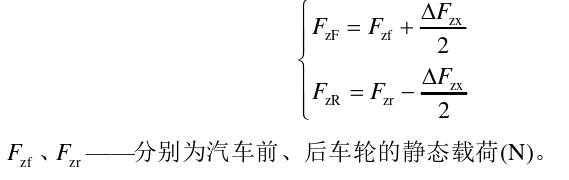 F_zF = F_zf + ΔF_zx / 2
F_zR = F_zr − ΔF_zx / 2
F_zf、F_zr ——分别为汽车前、后车轮的静态载荷(N)。